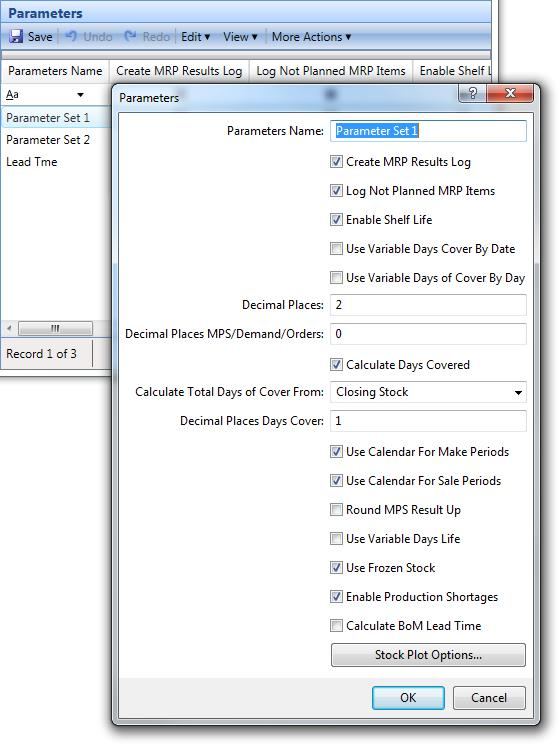 Parameters
Save Undo Redo Edit View More Actions
Parameters Name Create MRP Results Log Log Not Planned MRP Items Enable Shelf L
Aa
Parameter Set 1
Parameter Set 2
Lead Tme
Record 1 of 3
Parameters
Parameters Name: Parameter Set 1
Create MRP Results Log
Log Not Planned MRP Items
Enable Shelf Life
Use Variable Days Cover By Date
Use Variable Days of Cover By Day
Decimal Places: 2
Decimal Places MPS/Demand/Orders: 0
Calculate Days Covered
Calculate Total Days of Cover From: Closing Stock
Decimal Places Days Cover: 1
Use Calendar For Make Periods
Use Calendar For Sale Periods
Round MPS Result Up
Use Variable Days Life
Use Frozen Stock
Enable Production Shortages
Calculate BoM Lead Time
Stock Plot Options...
OK Cancel